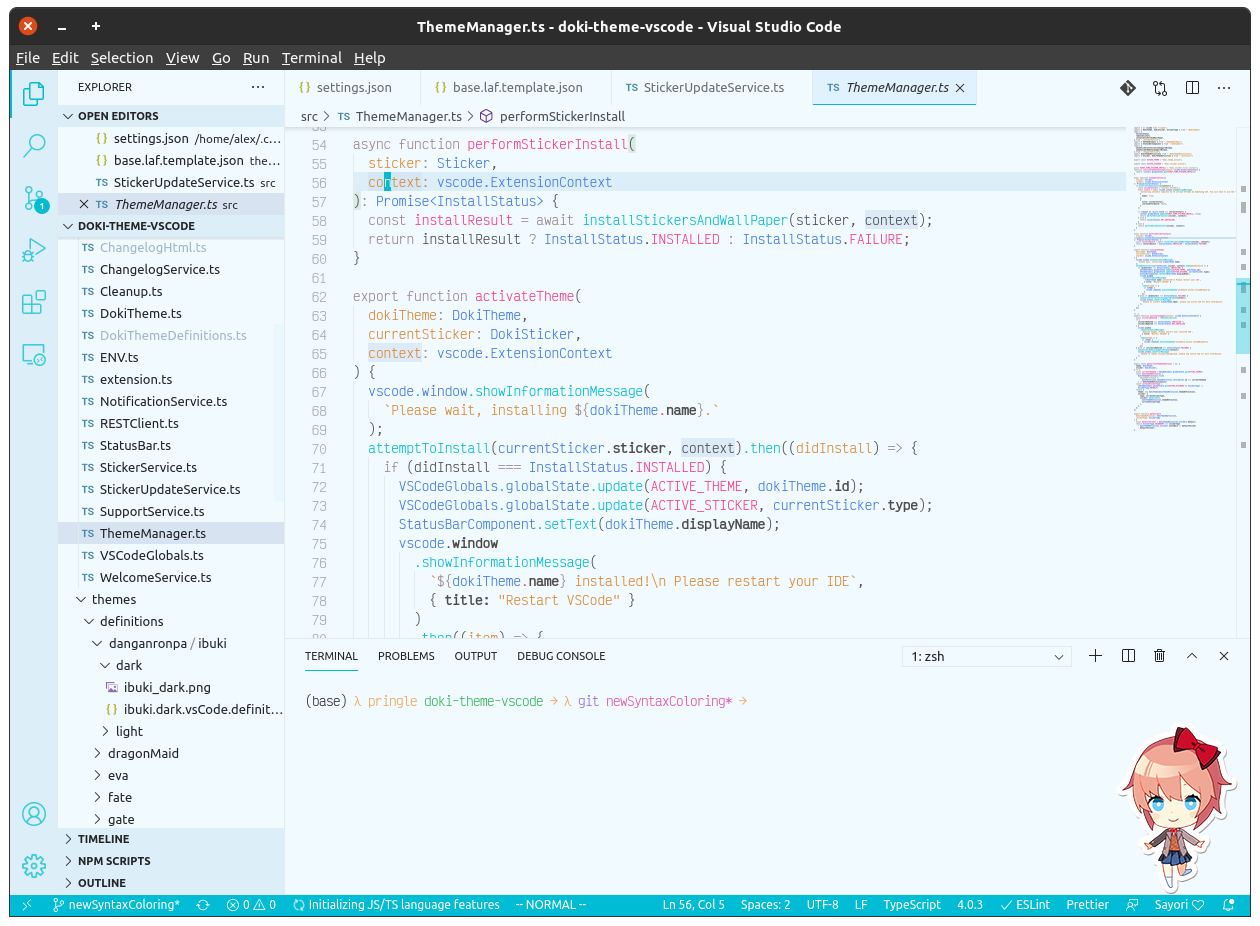 ThemeManager.ts - doki-theme-vscode - Visual Studio Code
File Edit Selection View Go Run Terminal Help
EXPLORER
OPEN EDITORS
{} settings.json /home/alex/.c...
{} base.laf.template.json the...
TS StickerUpdateService.ts src
TS ThemeManager.ts src
DOKI-THEME-VSCODE
TS ChangelogHtml.ts
TS ChangelogService.ts
TS Cleanup.ts
TS DokiTheme.ts
TS DokiThemeDefinitions.ts
TS ENV.ts
TS extension.ts
TS NotificationService.ts
TS RESTClient.ts
TS StatusBar.ts
TS StickerService.ts
TS StickerUpdateService.ts
TS SupportService.ts
TS ThemeManager.ts
TS VSCodeGlobals.ts
TS WelcomeService.ts
themes
definitions
danganronpa / ibuki
dark
ibuki_dark.png
{} ibuki.dark.vsCode.definit...
light
dragonMaid
eva
fate
gate
TIMELINE
NPM SCRIPTS
OUTLINE
1
{} settings.json {} base.laf.template.json TS StickerUpdateService.ts TS ThemeManager.ts
src > TS ThemeManager.ts > performStickerInstall
54 async function performStickerInstall(
55 sticker: Sticker,
56 context: vscode.ExtensionContext
57 ): Promise<InstallStatus> {
58 const installResult = await installStickersAndWallPaper(sticker, context);
59 return installResult ? InstallStatus.INSTALLED : InstallStatus.FAILURE;
60 }
61
62 export function activateTheme(
63 dokiTheme: DokiTheme,
64 currentSticker: DokiSticker,
65 context: vscode.ExtensionContext
66 ) {
67 vscode.window.showInformationMessage(
68 `Please wait, installing ${dokiTheme.name}.`
69 );
70 attemptToInstall(currentSticker.sticker, context).then((didInstall) => {
71 if (didInstall === InstallStatus.INSTALLED) {
72 VSCodeGlobals.globalState.update(ACTIVE_THEME, dokiTheme.id);
73 VSCodeGlobals.globalState.update(ACTIVE_STICKER, currentSticker.type);
74 StatusBarComponent.setText(dokiTheme.displayName);
75 vscode.window
76 .showInformationMessage(
77 `${dokiTheme.name} installed!\n Please restart your IDE`,
78 { title: "Restart VSCode" }
79 )
80 .then((item) => {
TERMINAL PROBLEMS OUTPUT DEBUG CONSOLE 1: zsh
(base) λ pringle doki-theme-vscode → λ git newSyntaxColoring* →
newSyntaxColoring* 0 0 Initializing JS/TS language features -- NORMAL -- Ln 56, Col 5 Spaces: 2 UTF-8 LF TypeScript 4.0.3 ESLint Prettier Sayori ♡